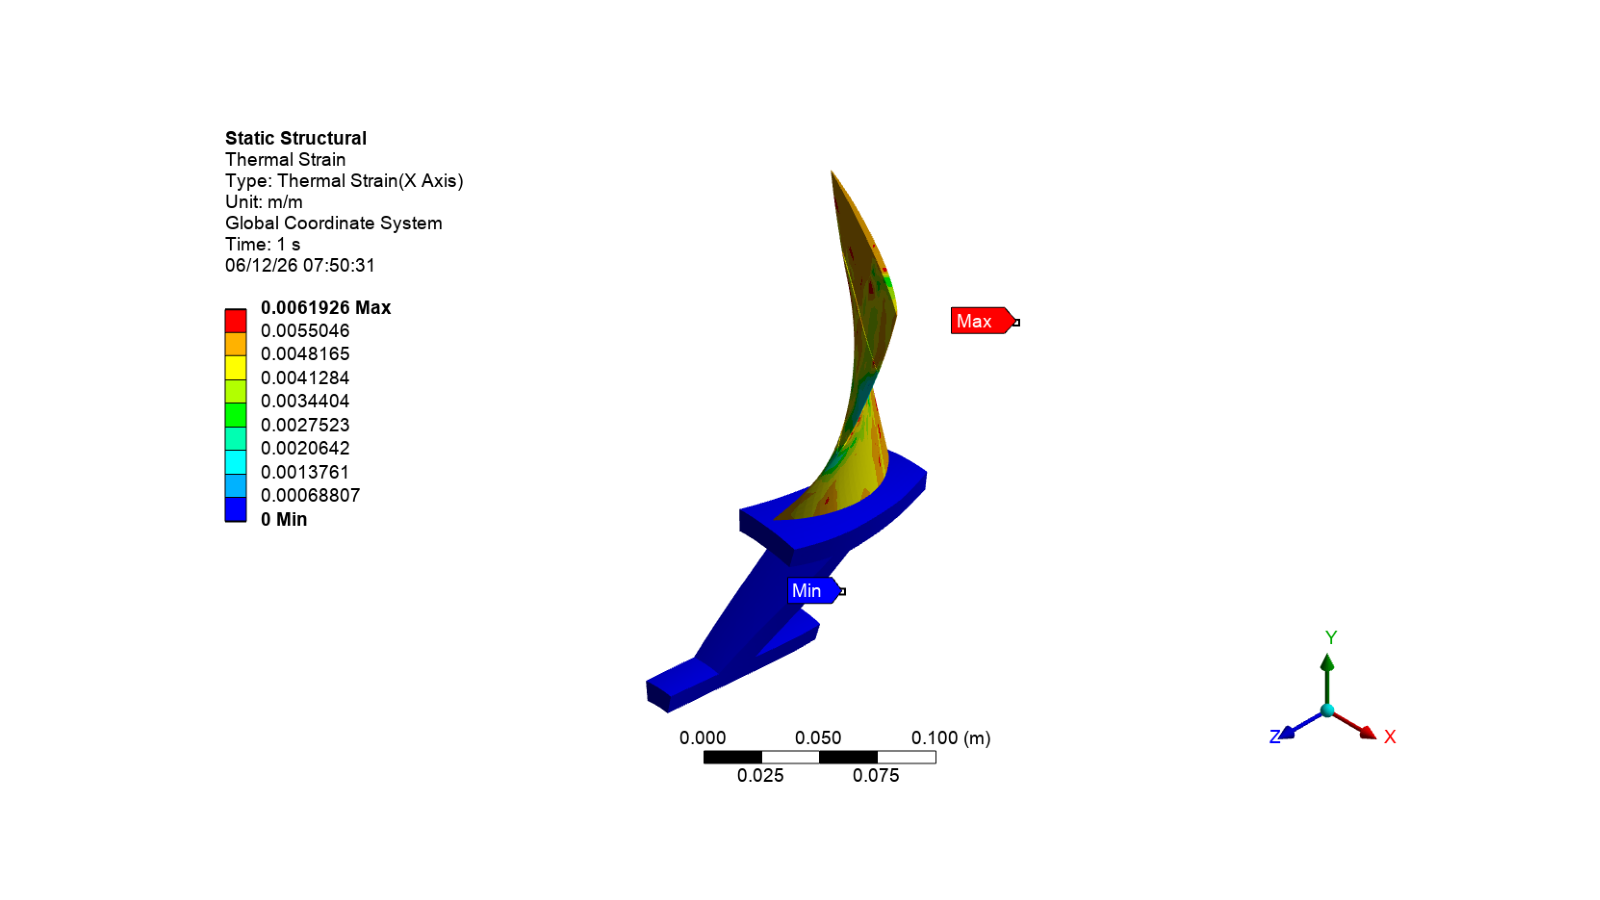 Static Structural
Thermal Strain
Type: Thermal Strain(X Axis)
Unit: m/m
Global Coordinate System
Time: 1 s
06/12/26 07:50:31
0.0061926 Max
0.0055046
0.0048165
0.0041284
0.0034404
0.0027523
0.0020642
0.0013761
0.00068807
0 Min
Max
Min
0.000 0.050 0.100 (m)
0.025 0.075
Y
Z X